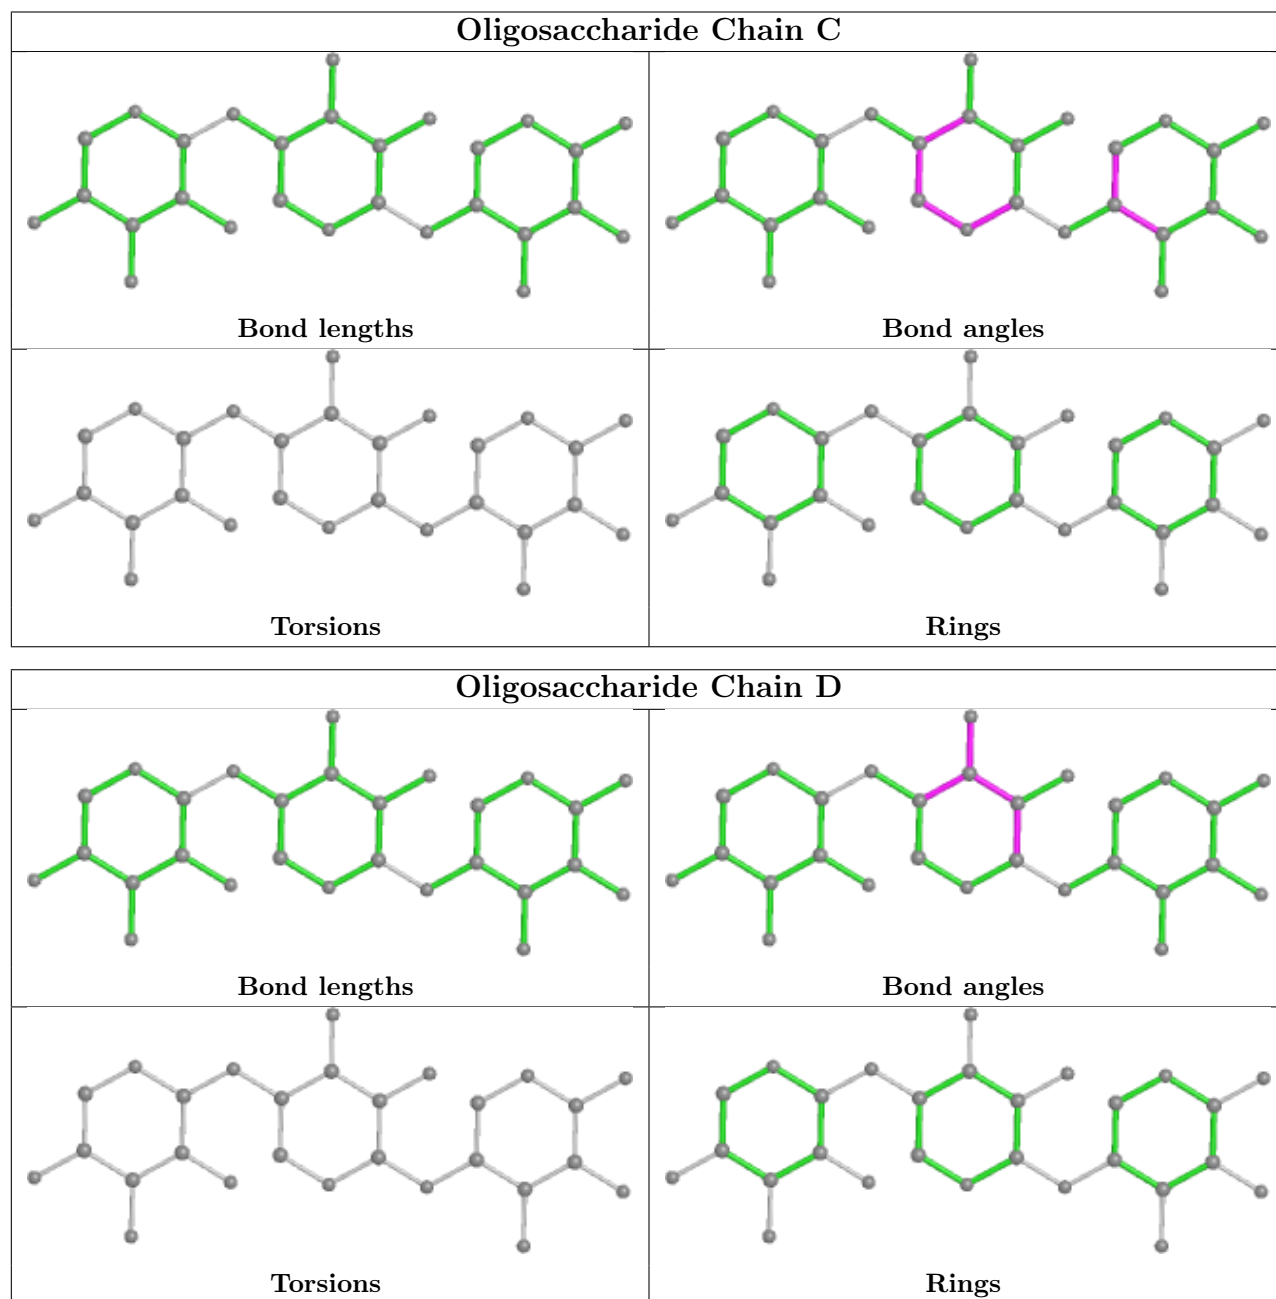 Oligosaccharide Chain C
Bond lengths
Bond angles
Torsions
Rings
Oligosaccharide Chain D
Bond lengths
Bond angles
Torsions
Rings